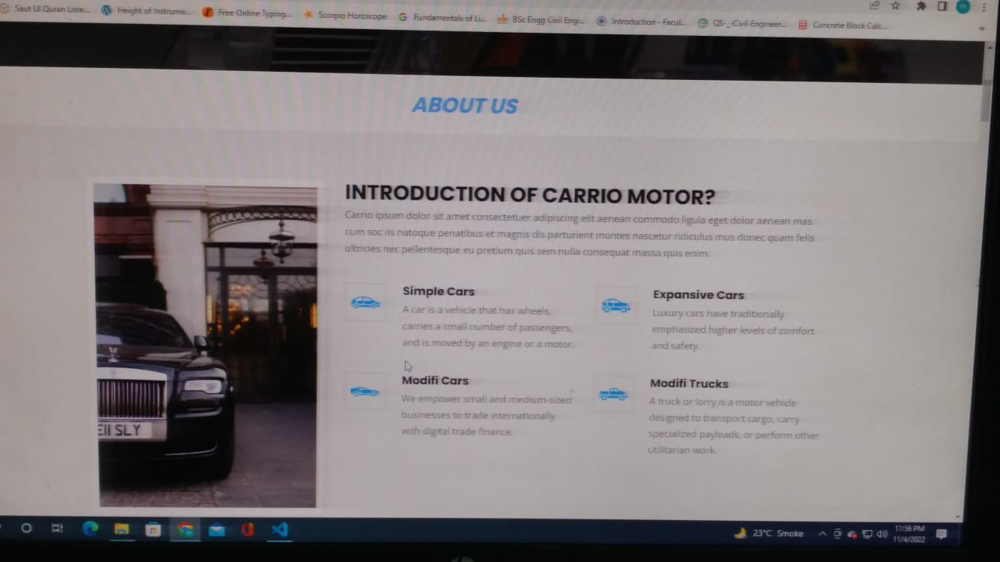 Saut Ul Quran Liste...
Height of Instrume...
Free Online Typing...
Scorpio Horoscope
Fundamentals of Li...
BSc Engg Civil Engi...
Introduction - Facul...
QS-_-Civil-Engineer...
Concrete Block Calc...
ABOUT US
INTRODUCTION OF CARRIO MOTOR?
Carrio ipsum dolor sit amet consectetuer adipiscing elit aenean commodo ligula eget dolor aenean mas
cum soc iis natoque penatibus et magnis dis parturient montes nascetur ridiculus mus donec quam felis
ultricies nec pellentesque eu pretium quis sem nulla consequat massa quis enim.
Simple Cars
A car is a vehicle that has wheels,
carries a small number of passengers,
and is moved by an engine or a motor.
Expansive Cars
Luxury cars have traditionally
emphasized higher levels of comfort
and safety.
Modifi Cars
We empower small and medium-sized
businesses to trade internationally
with digital trade finance.
Modifi Trucks
A truck or lorry is a motor vehicle
designed to transport cargo, carry
specialized payloads, or perform other
utilitarian work.
EII SLY
23°C Smoke
11:56 PM
11/4/2022